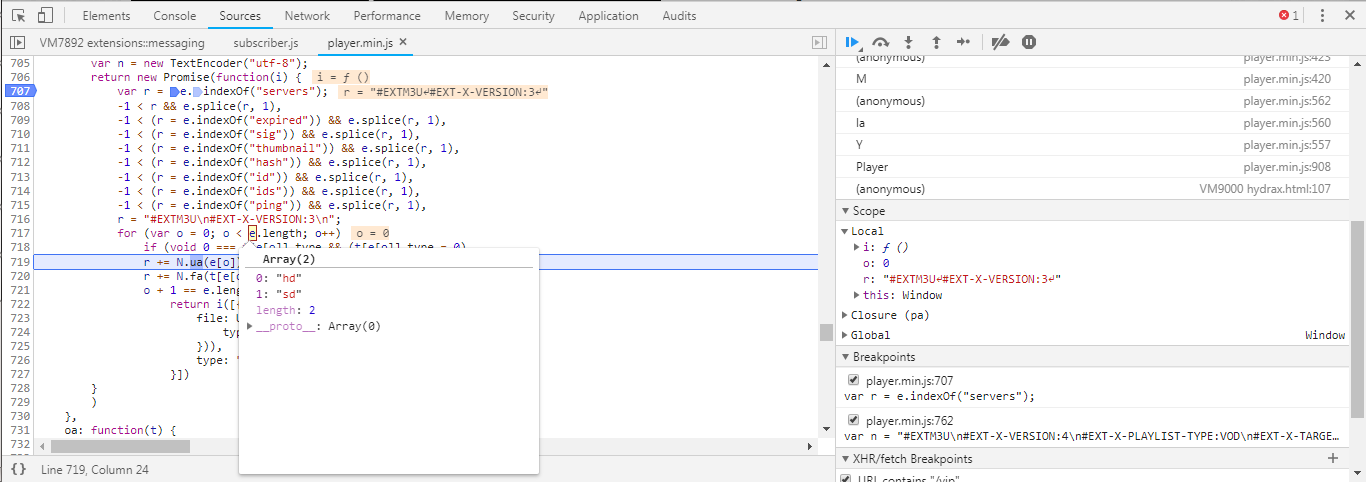 Elements Console Sources Network Performance Memory Security Application Audits 1
VM7892 extensions::messaging subscriber.js player.min.js ×
705 var n = new TextEncoder("utf-8");
706 return new Promise(function(i) { i = ƒ ()
707 var r = e.indexOf("servers"); r = "#EXTM3U↵#EXT-X-VERSION:3↵"
708 -1 < r && e.splice(r, 1),
709 -1 < (r = e.indexOf("expired")) && e.splice(r, 1),
710 -1 < (r = e.indexOf("sig")) && e.splice(r, 1),
711 -1 < (r = e.indexOf("thumbnail")) && e.splice(r, 1),
712 -1 < (r = e.indexOf("hash")) && e.splice(r, 1),
713 -1 < (r = e.indexOf("id")) && e.splice(r, 1),
714 -1 < (r = e.indexOf("ids")) && e.splice(r, 1),
715 -1 < (r = e.indexOf("ping")) && e.splice(r, 1),
716 r = "#EXTM3U\n#EXT-X-VERSION:3\n";
717 for (var o = 0; o < e.length; o++) o = 0
718 if (void 0 ===
719 r += N.ua(e[o]
720 r += N.fa(t[e[o
721 o + 1 == e.leng
722 return i([{
723 file: U
724 typ
725 })),
726 type: "
727 }])
728 }
729 )
730 },
731 oa: function(t) {
732
Array(2)
0: "hd"
1: "sd"
length: 2
__proto__: Array(0)
{} Line 719, Column 24
(anonymous) player.min.js:423
M player.min.js:420
(anonymous) player.min.js:562
la player.min.js:560
Y player.min.js:557
Player player.min.js:908
(anonymous) VM9000 hydrax.html:107
Scope
Local
i: ƒ ()
o: 0
r: "#EXTM3U↵#EXT-X-VERSION:3↵"
this: Window
Closure (pa)
Global Window
Breakpoints
player.min.js:707
var r = e.indexOf("servers");
player.min.js:762
var n = "#EXTM3U\n#EXT-X-VERSION:4\n#EXT-X-PLAYLIST-TYPE:VOD\n#EXT-X-TARGE…
XHR/fetch Breakpoints
URL contains "/vip"